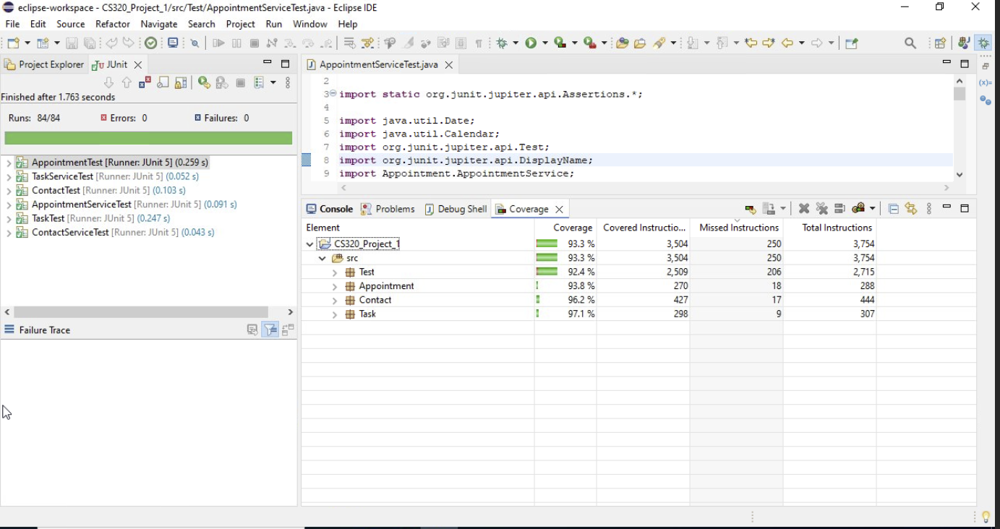 eclipse-workspace - CS320_Project_1/src/Test/AppointmentServiceTest.java - Eclipse IDE
File Edit Source Refactor Navigate Search Project Run Window Help
Project Explorer JUnit
Finished after 1.763 seconds
Runs: 84/84 Errors: 0 Failures: 0
AppointmentTest [Runner: JUnit 5] (0.259 s)
TaskServiceTest [Runner: JUnit 5] (0.052 s)
ContactTest [Runner: JUnit 5] (0.103 s)
AppointmentServiceTest [Runner: JUnit 5] (0.091 s)
TaskTest [Runner: JUnit 5] (0.247 s)
ContactServiceTest [Runner: JUnit 5] (0.043 s)
Failure Trace
AppointmentServiceTest.java
2
3 import static org.junit.jupiter.api.Assertions.*;
4
5 import java.util.Date;
6 import java.util.Calendar;
7 import org.junit.jupiter.api.Test;
8 import org.junit.jupiter.api.DisplayName;
9 import Appointment.AppointmentService;
(x)=
Console Problems Debug Shell Coverage
Element Coverage Covered Instructio... Missed Instructions Total Instructions
CS320_Project_1 93.3 % 3,504 250 3,754
src 93.3 % 3,504 250 3,754
Test 92.4 % 2,509 206 2,715
Appointment 93.8 % 270 18 288
Contact 96.2 % 427 17 444
Task 97.1 % 298 9 307